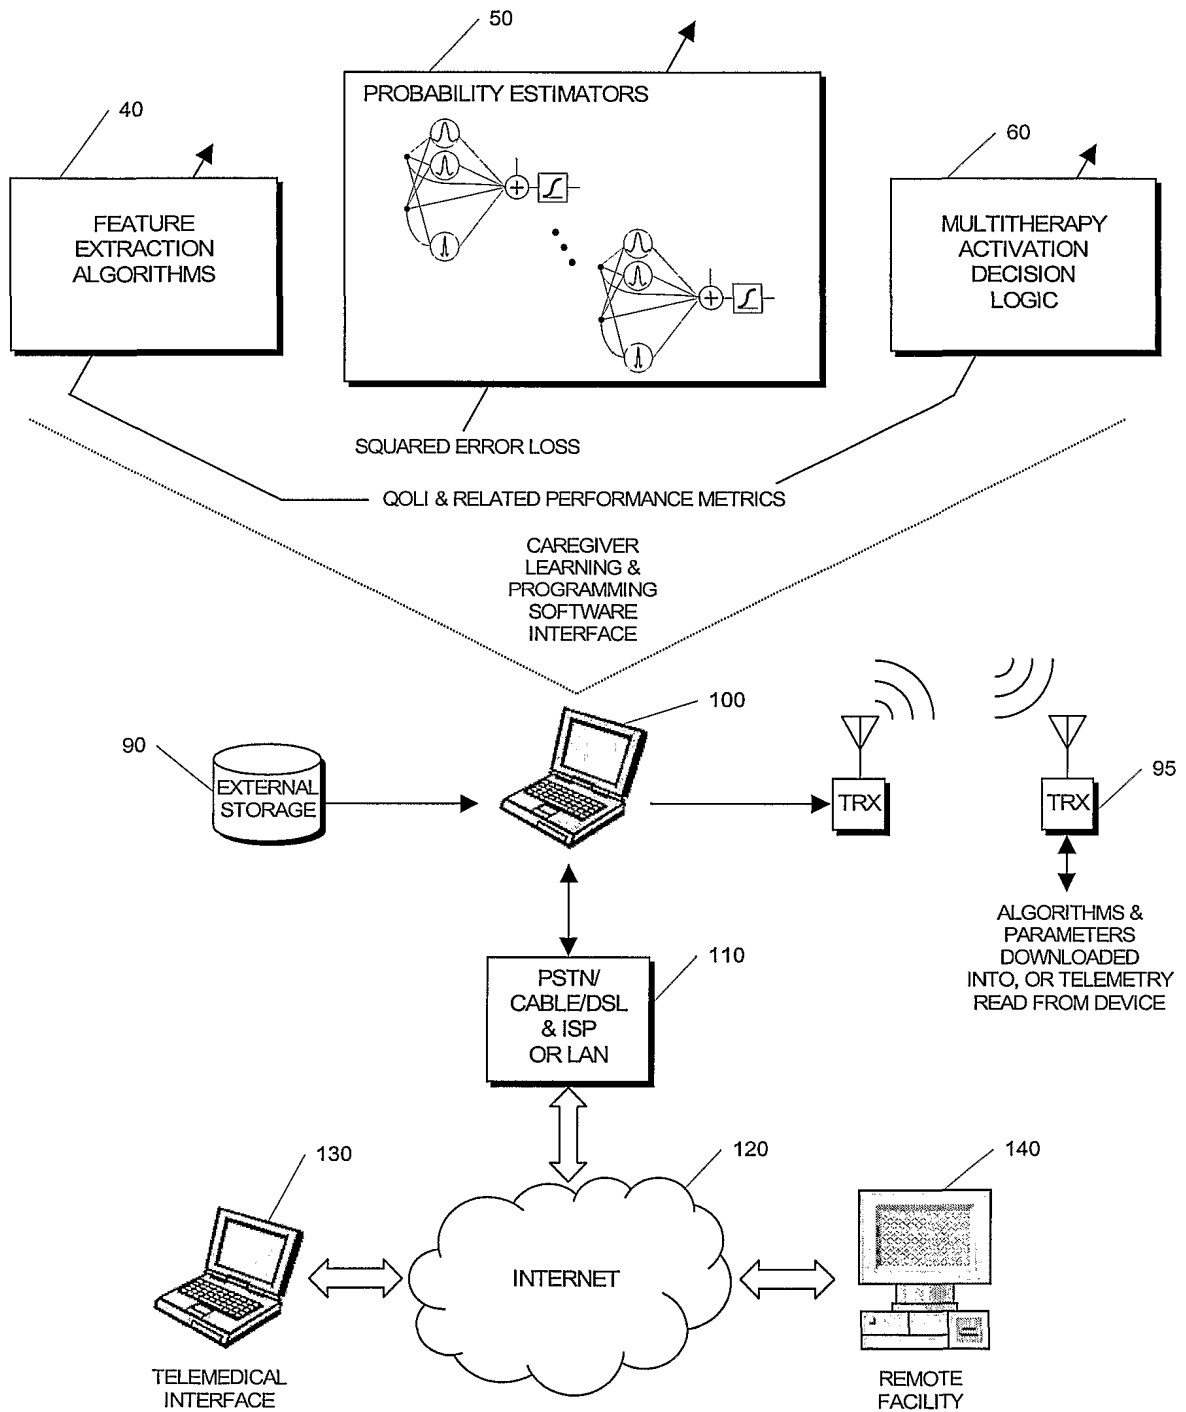 50
PROBABILITY ESTIMATORS
40
60
FEATURE
EXTRACTION
ALGORITHMS
MULTITHERAPY
ACTIVATION
DECISION
LOGIC
SQUARED ERROR LOSS
QOLI & RELATED PERFORMANCE METRICS
CAREGIVER
LEARNING &
PROGRAMMING
SOFTWARE
INTERFACE
100
90
EXTERNAL
STORAGE
TRX
TRX
95
ALGORITHMS &
PARAMETERS
DOWNLOADED
INTO, OR TELEMETRY
READ FROM DEVICE
110
PSTN/
CABLE/DSL
& ISP
OR LAN
130
120
140
INTERNET
TELEMEDICAL
INTERFACE
REMOTE
FACILITY